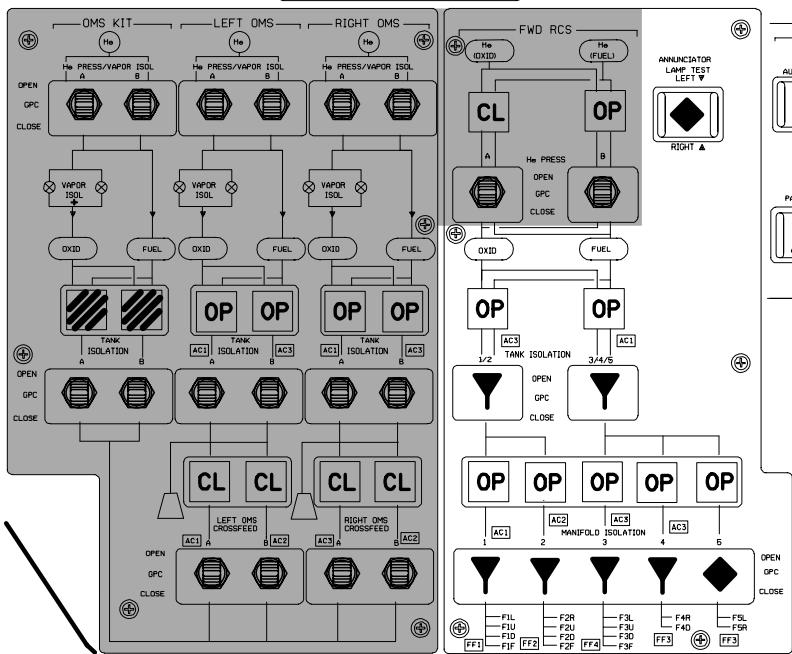 OMS KIT
LEFT OMS
RIGHT OMS
FWD RCS
He
He
He
He
(OXID)
He
(FUEL)
ANNUNCIATOR
LAMP TEST
LEFT ▼
RIGHT ▲
AU
PA
He PRESS/VAPOR ISOL
He PRESS/VAPOR ISOL
He PRESS/VAPOR ISOL
A B
A B
A B
OPEN
GPC
CLOSE
CL
OP
A
B
He PRESS
OPEN
GPC
CLOSE
VAPOR
ISOL
VAPOR
ISOL
VAPOR
ISOL
OXID
FUEL
OXID
FUEL
OXID
FUEL
OXID
FUEL
OP OP
OP OP
OP
OP
TANK
ISOLATION
A B
AC1 TANK
ISOLATION AC3
A B
AC1 TANK
ISOLATION AC3
A B
AC3
AC1
1/2 TANK ISOLATION 3/4/5
OPEN
GPC
CLOSE
OPEN
GPC
CLOSE
CL CL
CL CL
OP OP OP OP OP
LEFT OMS
CROSSFEED
AC1 A B AC2
RIGHT OMS
CROSSFEED
AC3 A B AC2
AC1
AC2
AC3
AC3
MANIFOLD ISOLATION
1 2 3 4 5
OPEN
GPC
CLOSE
OPEN
GPC
CLOSE
F1L
F1U
F1D
F1F
FF1
F2R
F2U
F2D
F2F
FF2
F3L
F3U
F3D
F3F
FF4
F4R
F4D
FF3
F5L
F5R
FF3